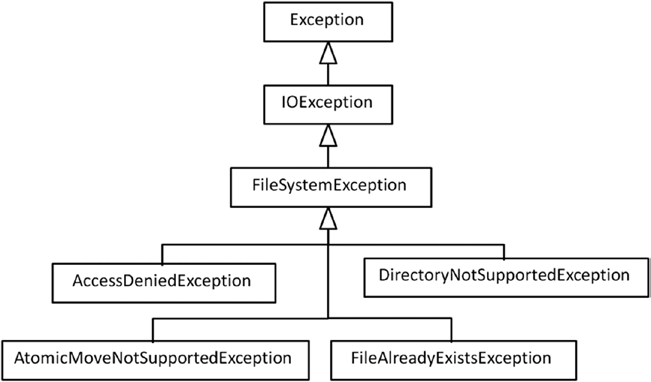 Exception
IOException
FileSystemException
AccessDeniedException
DirectoryNotSupportedException
AtomicMoveNotSupportedException
FileAlreadyExistsException